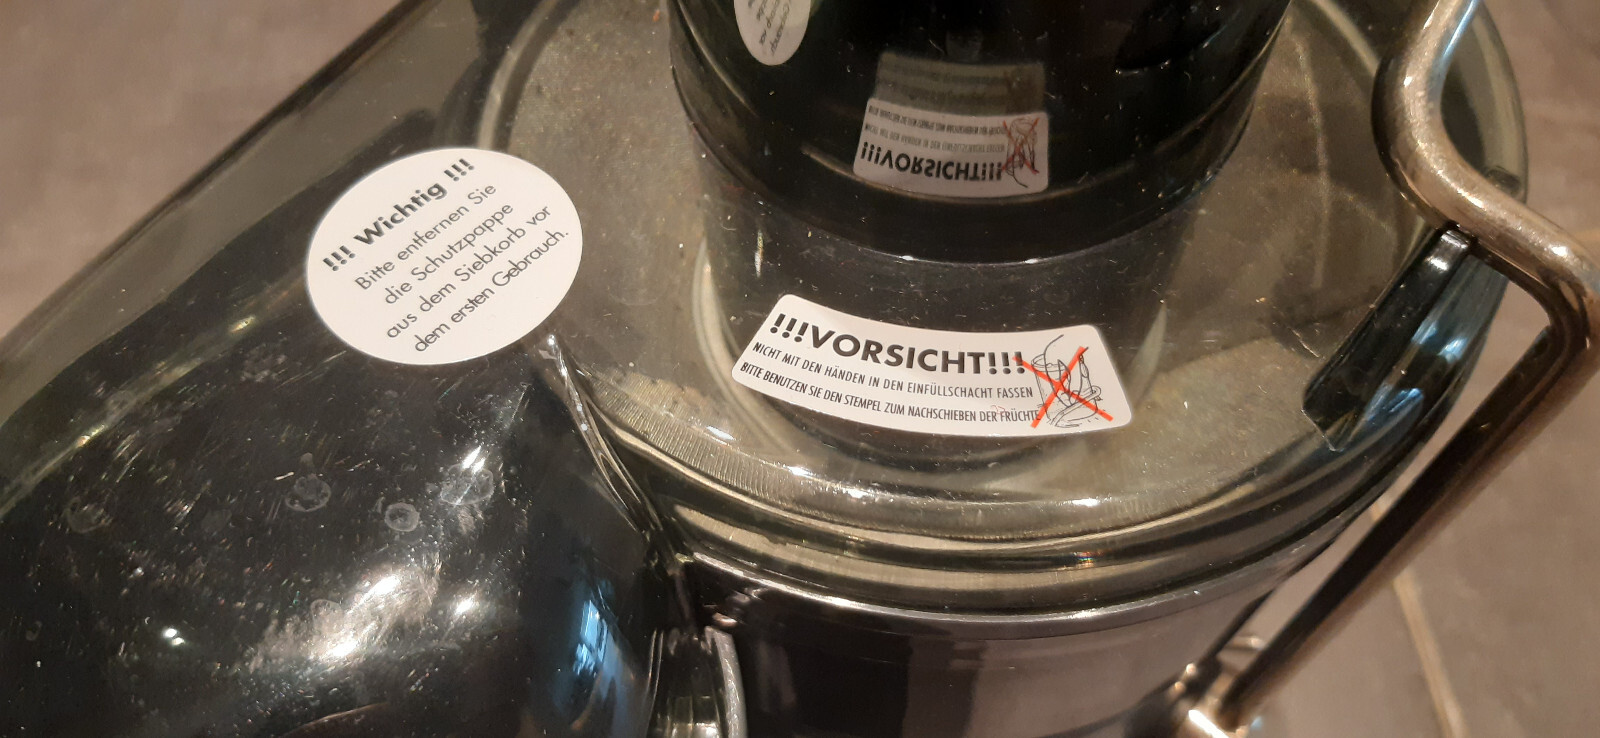 !!! Wichtig !!!
Bitte entfernen Sie
die Schutzpappe
aus dem Siebkorb vor
dem ersten Gebrauch.
!!!VORSICHT!!!
NICHT MIT DEN HÄNDEN IN DEN EINFÜLLSCHACHT FASSEN
BITTE BENUTZEN SIE DEN STEMPEL ZUM NACHSCHIEBEN DER FRÜCHTE
!!!VORSICHT!!!